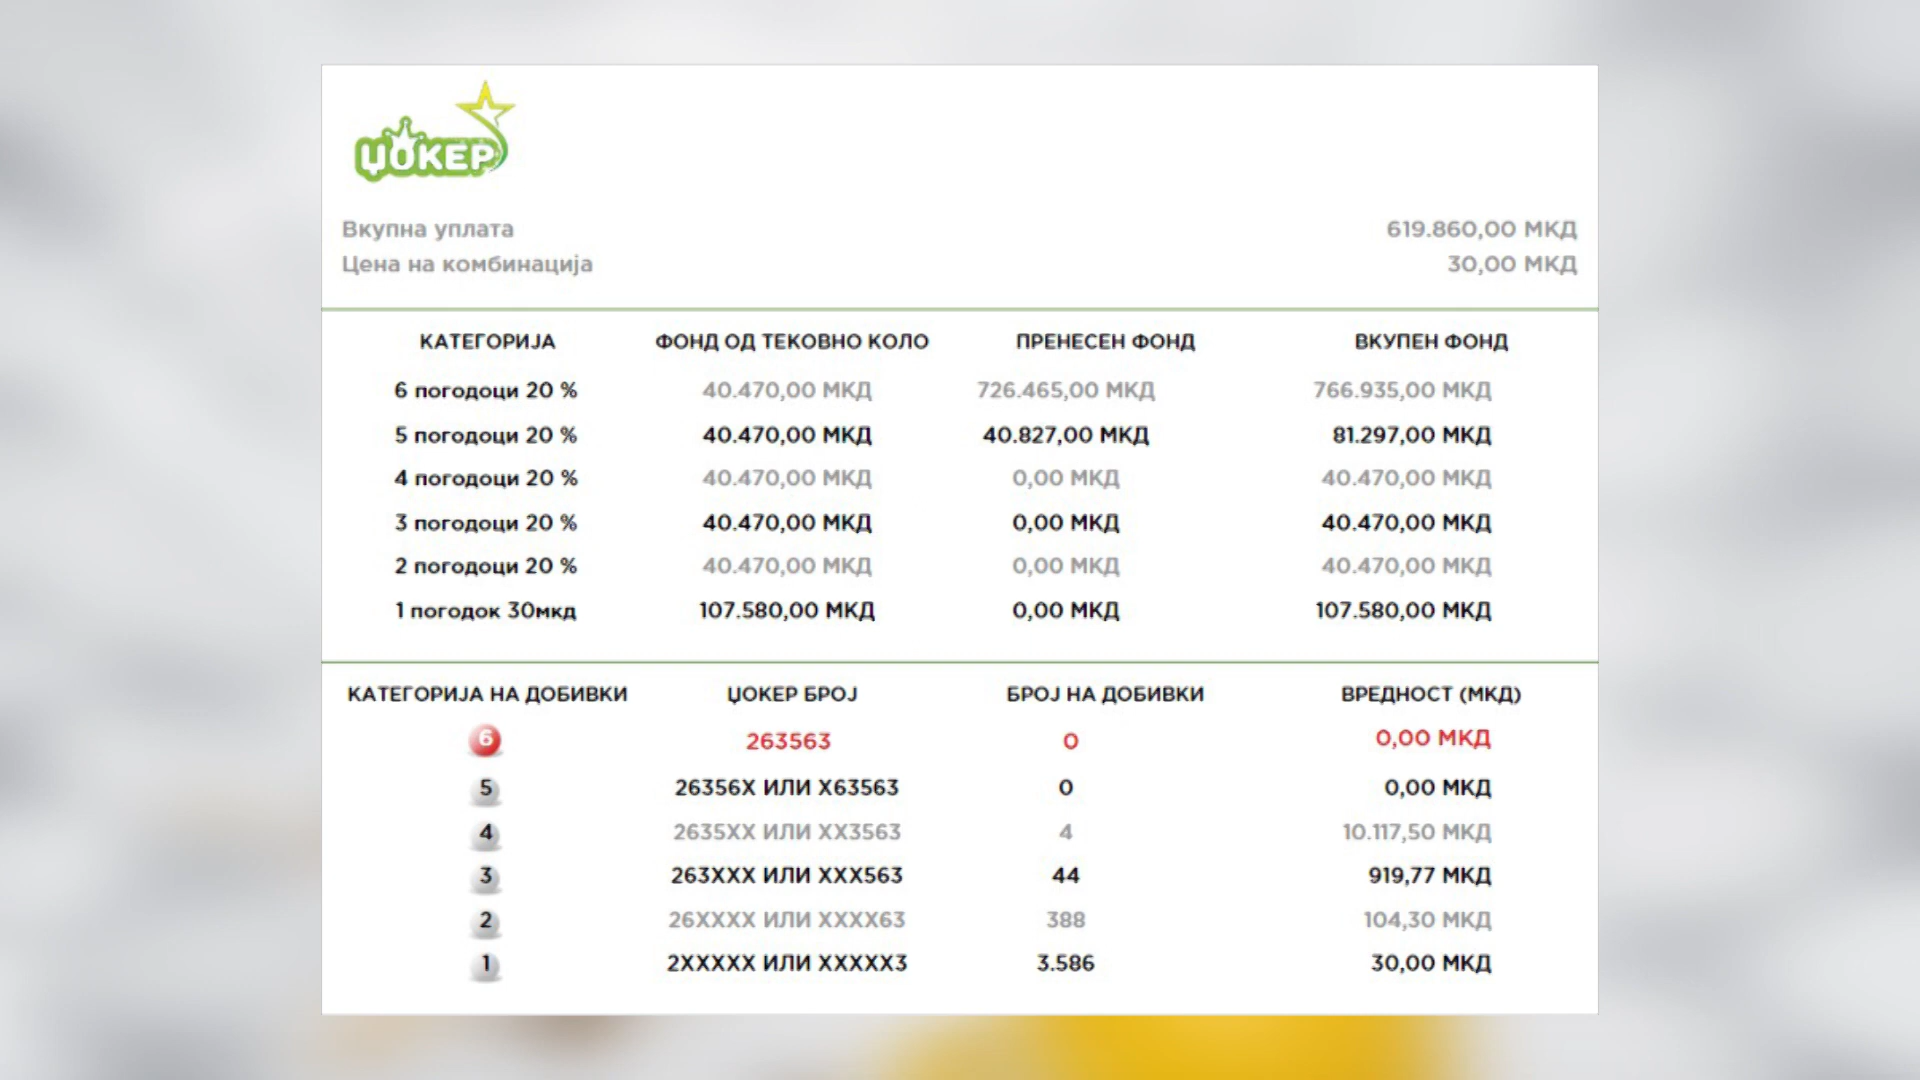 ЏОКЕР
Вкупна уплата 619.860,00 МКД
Цена на комбинација 30,00 МКД
КАТЕГОРИЈА ФОНД ОД ТЕКОВНО КОЛО ПРЕНЕСЕН ФОНД ВКУПЕН ФОНД
6 погодоци 20 % 40.470,00 МКД 726.465,00 МКД 766.935,00 МКД
5 погодоци 20 % 40.470,00 МКД 40.827,00 МКД 81.297,00 МКД
4 погодоци 20 % 40.470,00 МКД 0,00 МКД 40.470,00 МКД
3 погодоци 20 % 40.470,00 МКД 0,00 МКД 40.470,00 МКД
2 погодоци 20 % 40.470,00 МКД 0,00 МКД 40.470,00 МКД
1 погодок 30мкд 107.580,00 МКД 0,00 МКД 107.580,00 МКД
КАТЕГОРИЈА НА ДОБИВКИ ЏОКЕР БРОЈ БРОЈ НА ДОБИВКИ ВРЕДНОСТ (МКД)
6 263563 0 0,00 МКД
5 26356X ИЛИ X63563 0 0,00 МКД
4 2635XX ИЛИ XX3563 4 10.117,50 МКД
3 263XXX ИЛИ XXX563 44 919,77 МКД
2 26XXXX ИЛИ XXXX63 388 104,30 МКД
1 2XXXXX ИЛИ XXXXX3 3.586 30,00 МКД